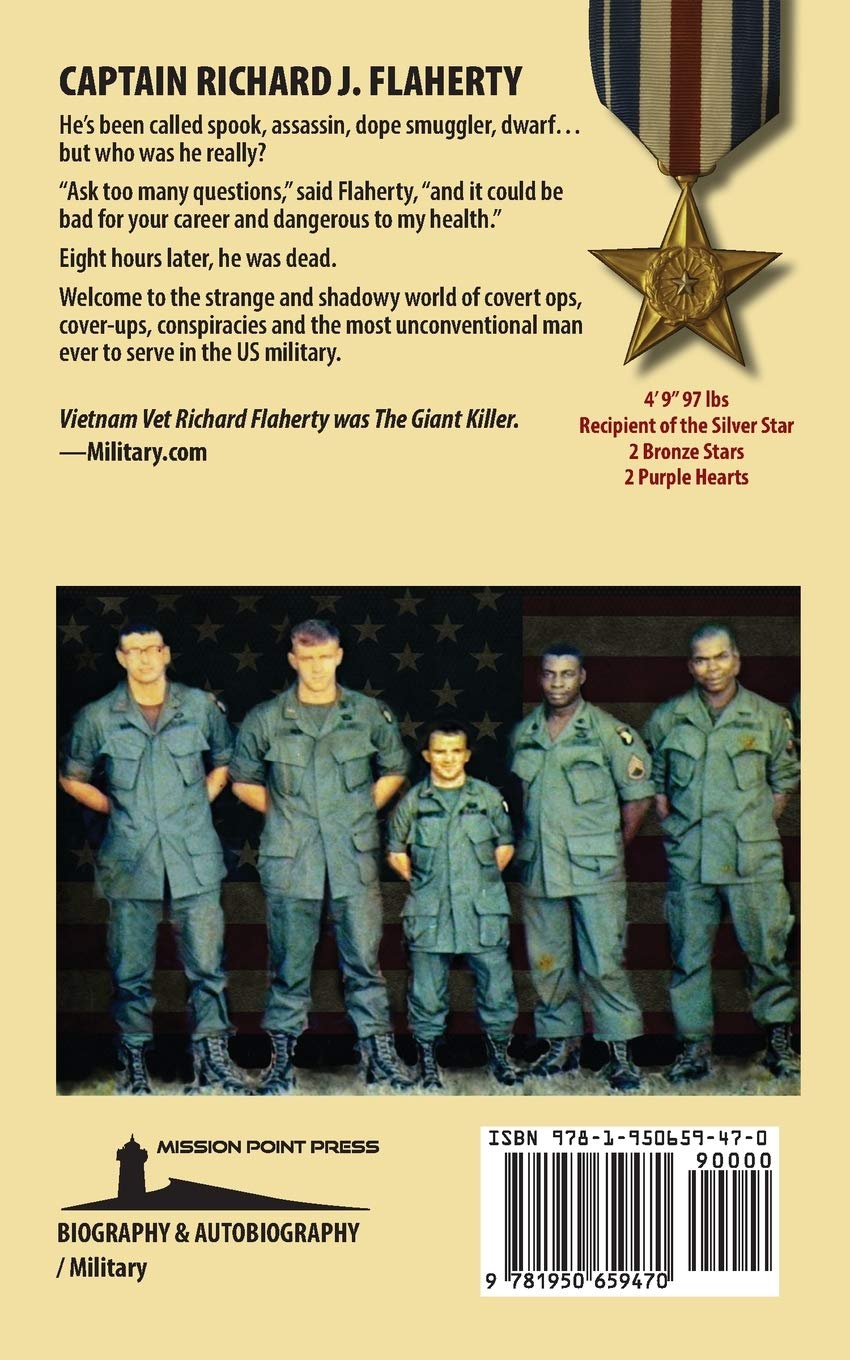 CAPTAIN RICHARD J. FLAHERTY
He’s been called spook, assassin, dope smuggler, dwarf…
but who was he really?
“Ask too many questions,” said Flaherty, “and it could be
bad for your career and dangerous to my health.”
Eight hours later, he was dead.
Welcome to the strange and shadowy world of covert ops,
cover-ups, conspiracies and the most unconventional man
ever to serve in the US military.
Vietnam Vet Richard Flaherty was The Giant Killer.
—Military.com
4’ 9” 97 lbs
Recipient of the Silver Star
2 Bronze Stars
2 Purple Hearts
MISSION POINT PRESS
BIOGRAPHY & AUTOBIOGRAPHY
/ Military
ISBN 978-1-950659-47-0
90000
9 781950 659470